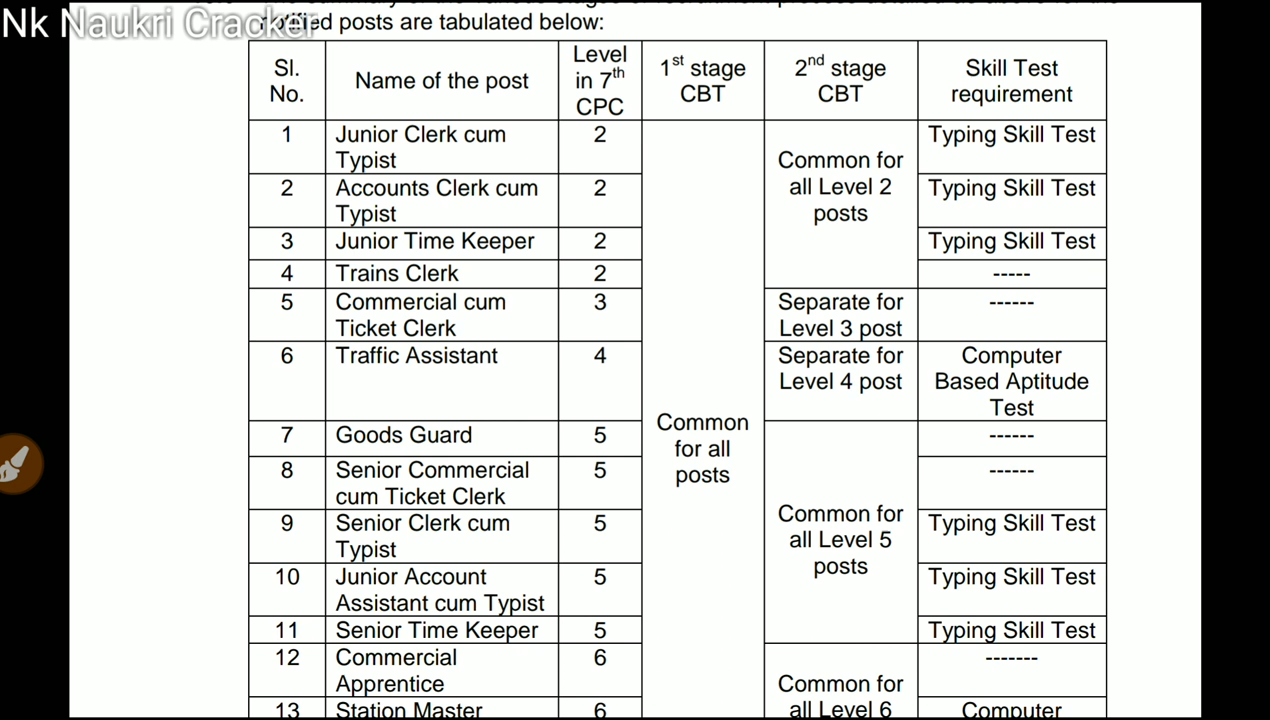 Nk Naukri Cracker
notified posts are tabulated below:
Sl. No. Name of the post Level in 7th CPC 1st stage CBT 2nd stage CBT Skill Test requirement
1 Junior Clerk cum Typist 2 Typing Skill Test
Common for all Level 2 posts
2 Accounts Clerk cum Typist 2 Typing Skill Test
3 Junior Time Keeper 2 Typing Skill Test
4 Trains Clerk 2 -----
5 Commercial cum Ticket Clerk 3 Separate for Level 3 post ------
6 Traffic Assistant 4 Separate for Level 4 post Computer Based Aptitude Test
Common for all posts
7 Goods Guard 5 ------
8 Senior Commercial cum Ticket Clerk 5 ------
Common for all Level 5 posts
9 Senior Clerk cum Typist 5 Typing Skill Test
10 Junior Account Assistant cum Typist 5 Typing Skill Test
11 Senior Time Keeper 5 Typing Skill Test
12 Commercial Apprentice 6 -------
Common for all Level 6
13 Station Master 6 Computer